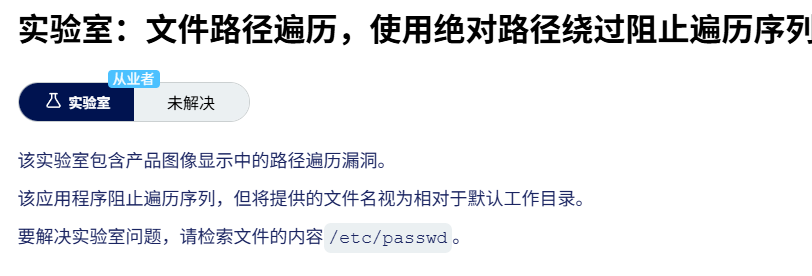 实验室：文件路径遍历，使用绝对路径绕过阻止遍历序列
从业者
实验室 未解决
该实验室包含产品图像显示中的路径遍历漏洞。
该应用程序阻止遍历序列，但将提供的文件名视为相对于默认工作目录。
要解决实验室问题，请检索文件的内容/etc/passwd。